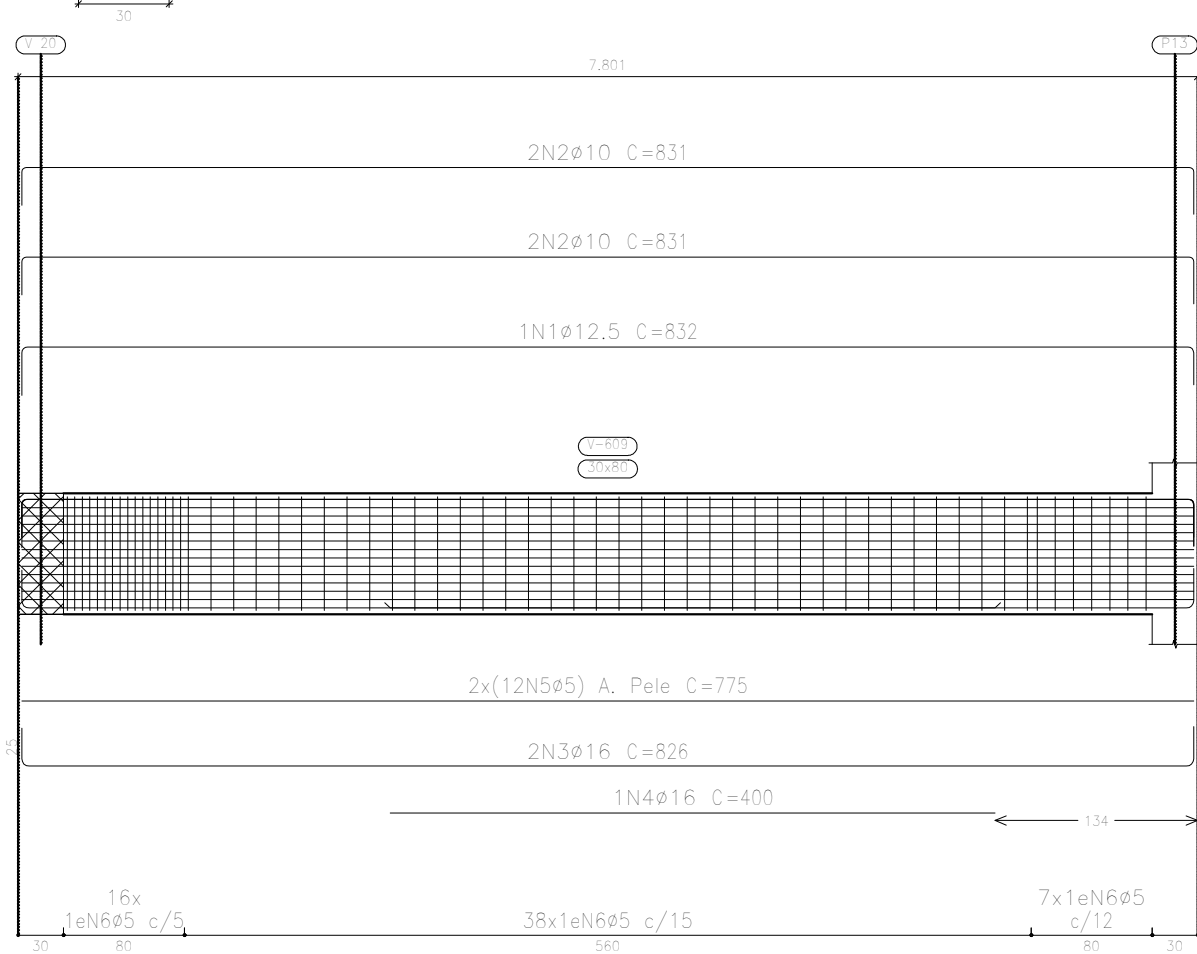 30
V 20
P13
7.801
2N2ø10 C=831
2N2ø10 C=831
1N1ø12.5 C=832
V-609
30x80
2x(12N5ø5) A. Pele C=775
25
2N3ø16 C=826
1N4ø16 C=400
134
16x
1eN6ø5 c/5
38x1eN6ø5 c/15
7x1eN6ø5
c/12
30
80
560
80
30